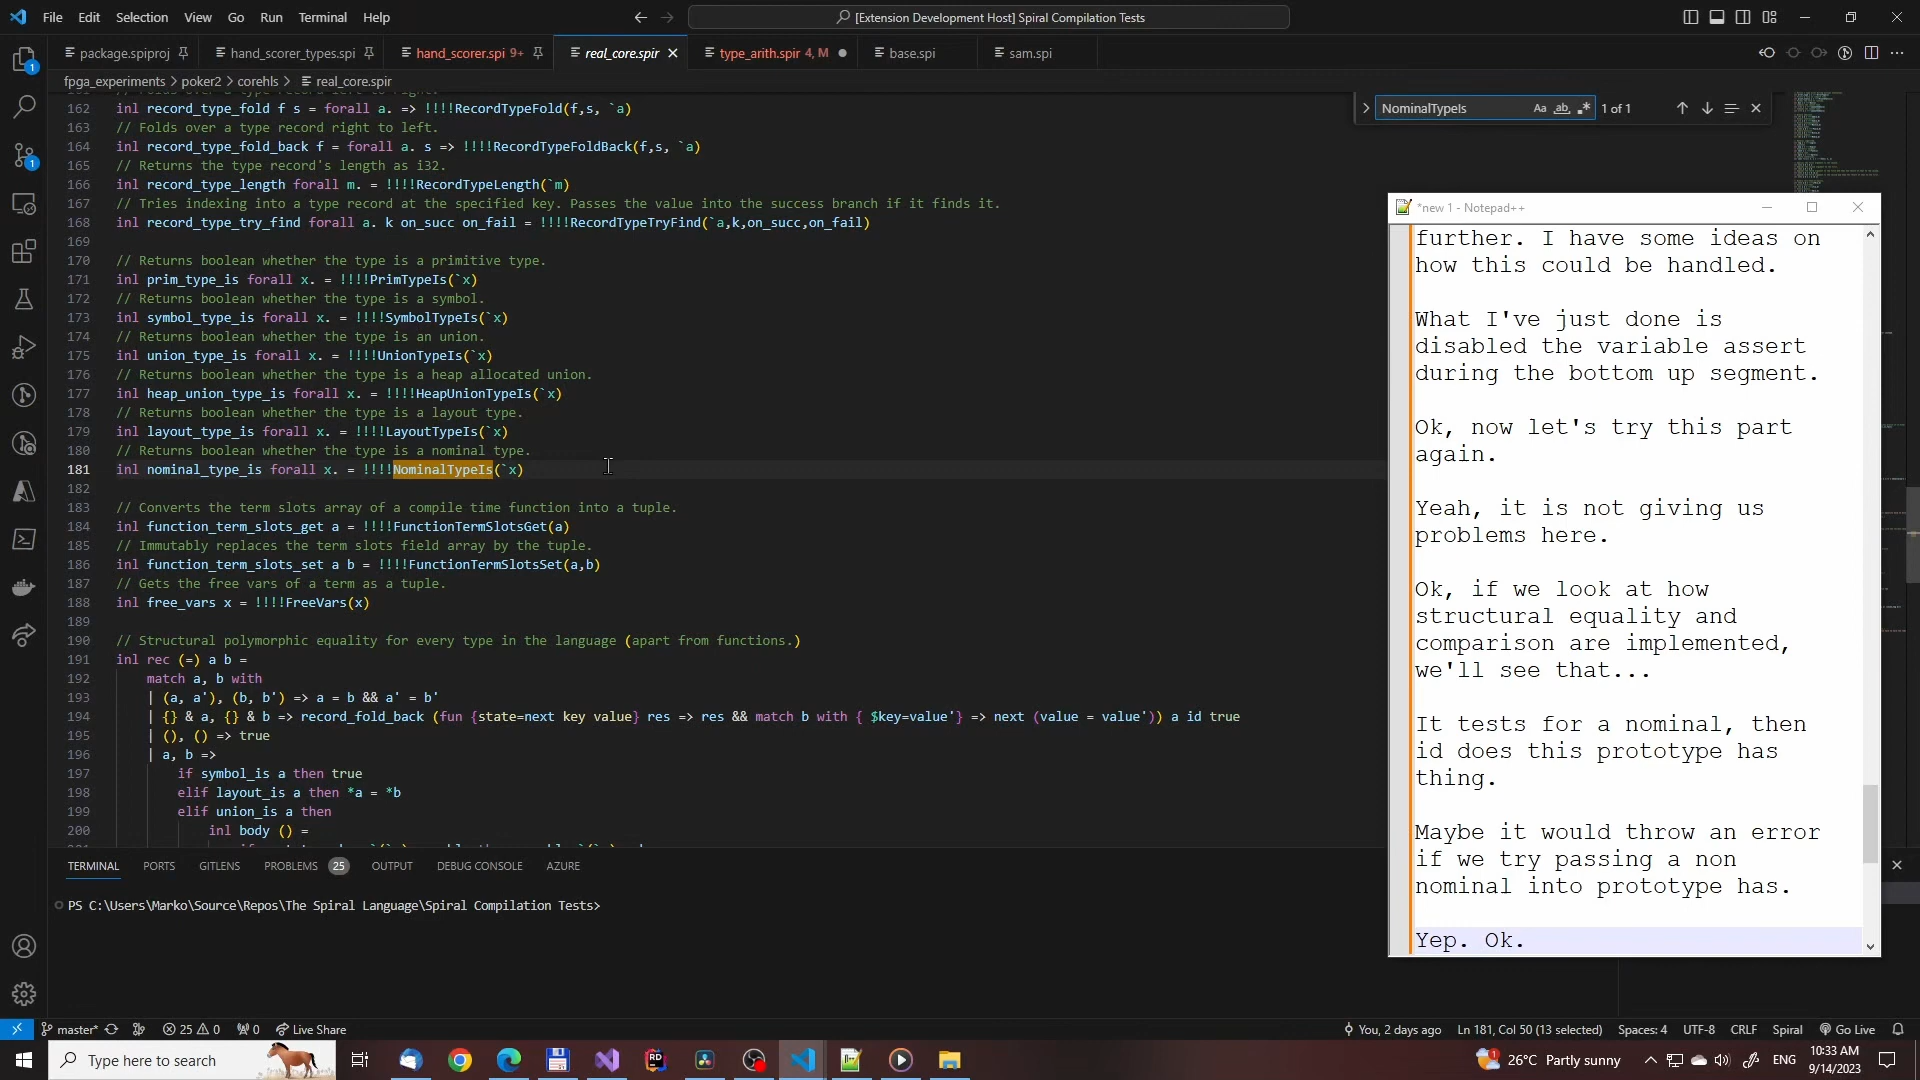 File Edit Selection View Go Run Terminal Help
[Extension Development Host] Spiral Compilation Tests
package.spiproj
hand_scorer_types.spi
hand_scorer.spi 9+
real_core.spir
type_arith.spir 4, M
base.spi
sam.spi
fpga_experiments > poker2 > corehls > real_core.spir
NominalTypeIs
Aa ab
1 of 1
162 inl record_type_fold f s = forall a. => !!!!RecordTypeFold(f,s, `a)
163 // Folds over a type record right to left.
164 inl record_type_fold_back f = forall a. s => !!!!RecordTypeFoldBack(f,s, `a)
165 // Returns the type record's length as i32.
166 inl record_type_length forall m. = !!!!RecordTypeLength(`m)
167 // Tries indexing into a type record at the specified key. Passes the value into the success branch if it finds it.
168 inl record_type_try_find forall a. k on_succ on_fail = !!!!RecordTypeTryFind(`a,k,on_succ,on_fail)
169
170 // Returns boolean whether the type is a primitive type.
171 inl prim_type_is forall x. = !!!!PrimTypeIs(`x)
172 // Returns boolean whether the type is a symbol.
173 inl symbol_type_is forall x. = !!!!SymbolTypeIs(`x)
174 // Returns boolean whether the type is an union.
175 inl union_type_is forall x. = !!!!UnionTypeIs(`x)
176 // Returns boolean whether the type is a heap allocated union.
177 inl heap_union_type_is forall x. = !!!!HeapUnionTypeIs(`x)
178 // Returns boolean whether the type is a layout type.
179 inl layout_type_is forall x. = !!!!LayoutTypeIs(`x)
180 // Returns boolean whether the type is a nominal type.
181 inl nominal_type_is forall x. = !!!!NominalTypeIs(`x)
182
183 // Converts the term slots array of a compile time function into a tuple.
184 inl function_term_slots_get a = !!!!FunctionTermSlotsGet(a)
185 // Immutably replaces the term slots field array by the tuple.
186 inl function_term_slots_set a b = !!!!FunctionTermSlotsSet(a,b)
187 // Gets the free vars of a term as a tuple.
188 inl free_vars x = !!!!FreeVars(x)
189
190 // Structural polymorphic equality for every type in the language (apart from functions.)
191 inl rec (=) a b =
192 match a, b with
193 | (a, a'), (b, b') => a = b && a' = b'
194 | {} & a, {} & b => record_fold_back (fun {state=next key value} res => res && match b with { $key=value'} => next (value = value')) a id true
195 | (), () => true
196 | a, b =>
197 if symbol_is a then true
198 elif layout_is a then *a = *b
199 elif union_is a then
200 inl body () =
*new 1 - Notepad++
further. I have some ideas on
how this could be handled.
What I've just done is
disabled the variable assert
during the bottom up segment.
Ok, now let's try this part
again.
Yeah, it is not giving us
problems here.
Ok, if we look at how
structural equality and
comparison are implemented,
we'll see that...
It tests for a nominal, then
id does this prototype has
thing.
Maybe it would throw an error
if we try passing a non
nominal into prototype has.
Yep. Ok.
TERMINAL PORTS GITLENS PROBLEMS 25 OUTPUT DEBUG CONSOLE AZURE
PS C:\Users\Marko\Source\Repos\The Spiral Language\Spiral Compilation Tests>
master* 25 0 0 Live Share
You, 2 days ago Ln 181, Col 50 (13 selected) Spaces: 4 UTF-8 CRLF Spiral Go Live
Type here to search
26°C Partly sunny
ENG
10:33 AM
9/14/2023